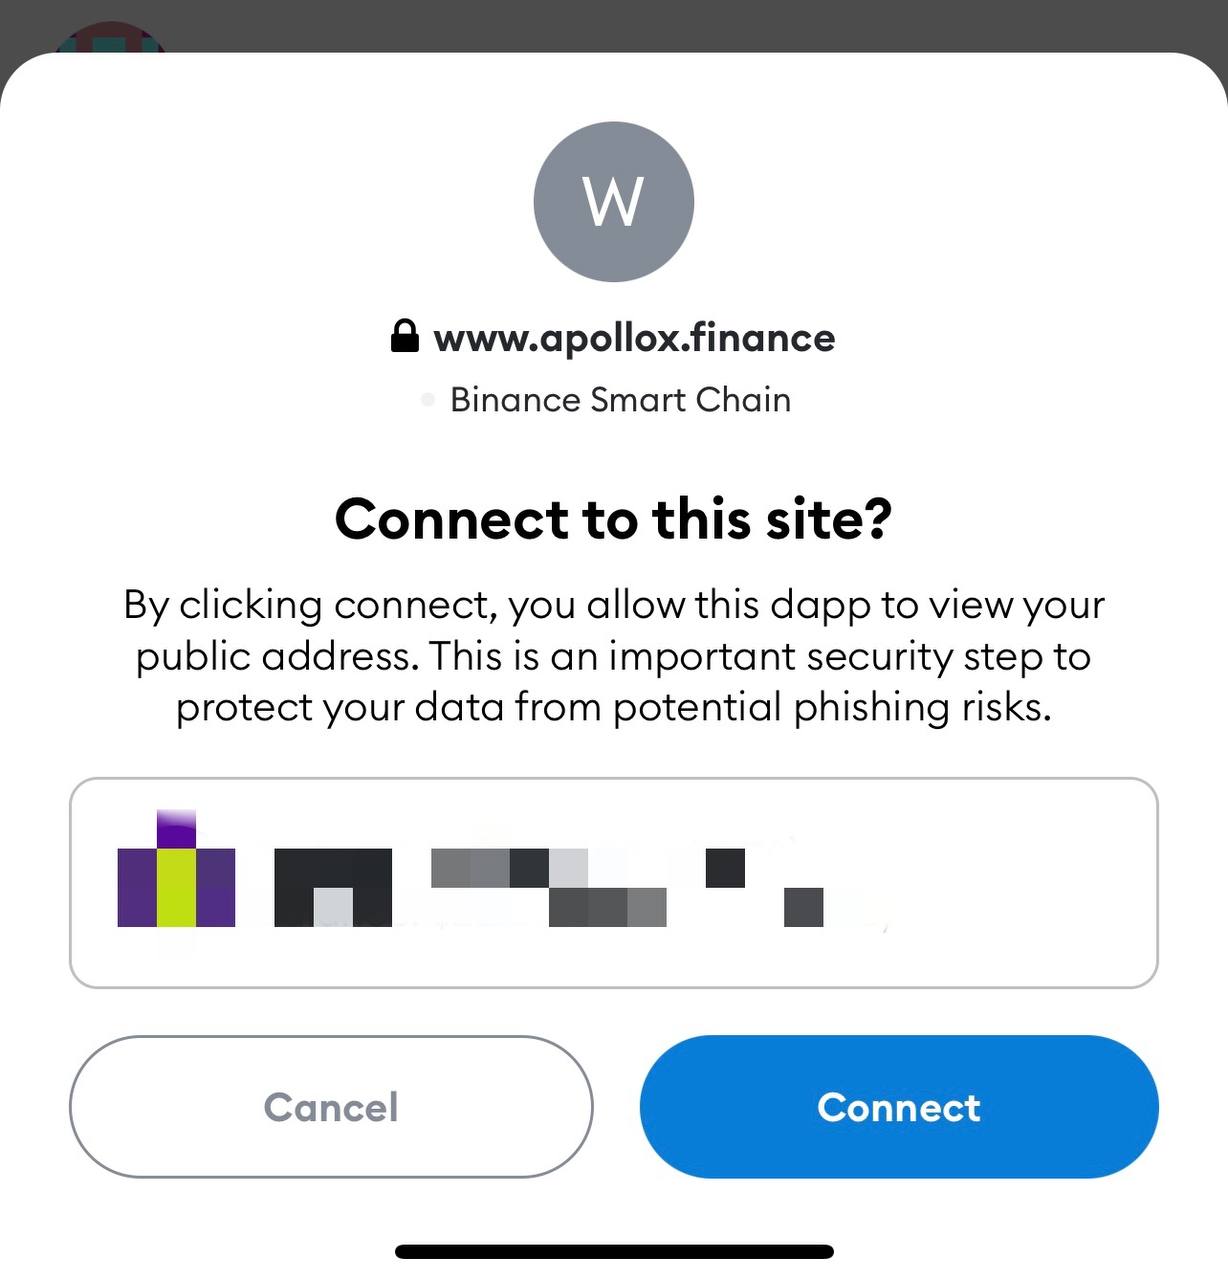 W
www.apollox.finance
Binance Smart Chain
Connect to this site?
By clicking connect, you allow this dapp to view your
public address. This is an important security step to
protect your data from potential phishing risks.
Cancel
Connect